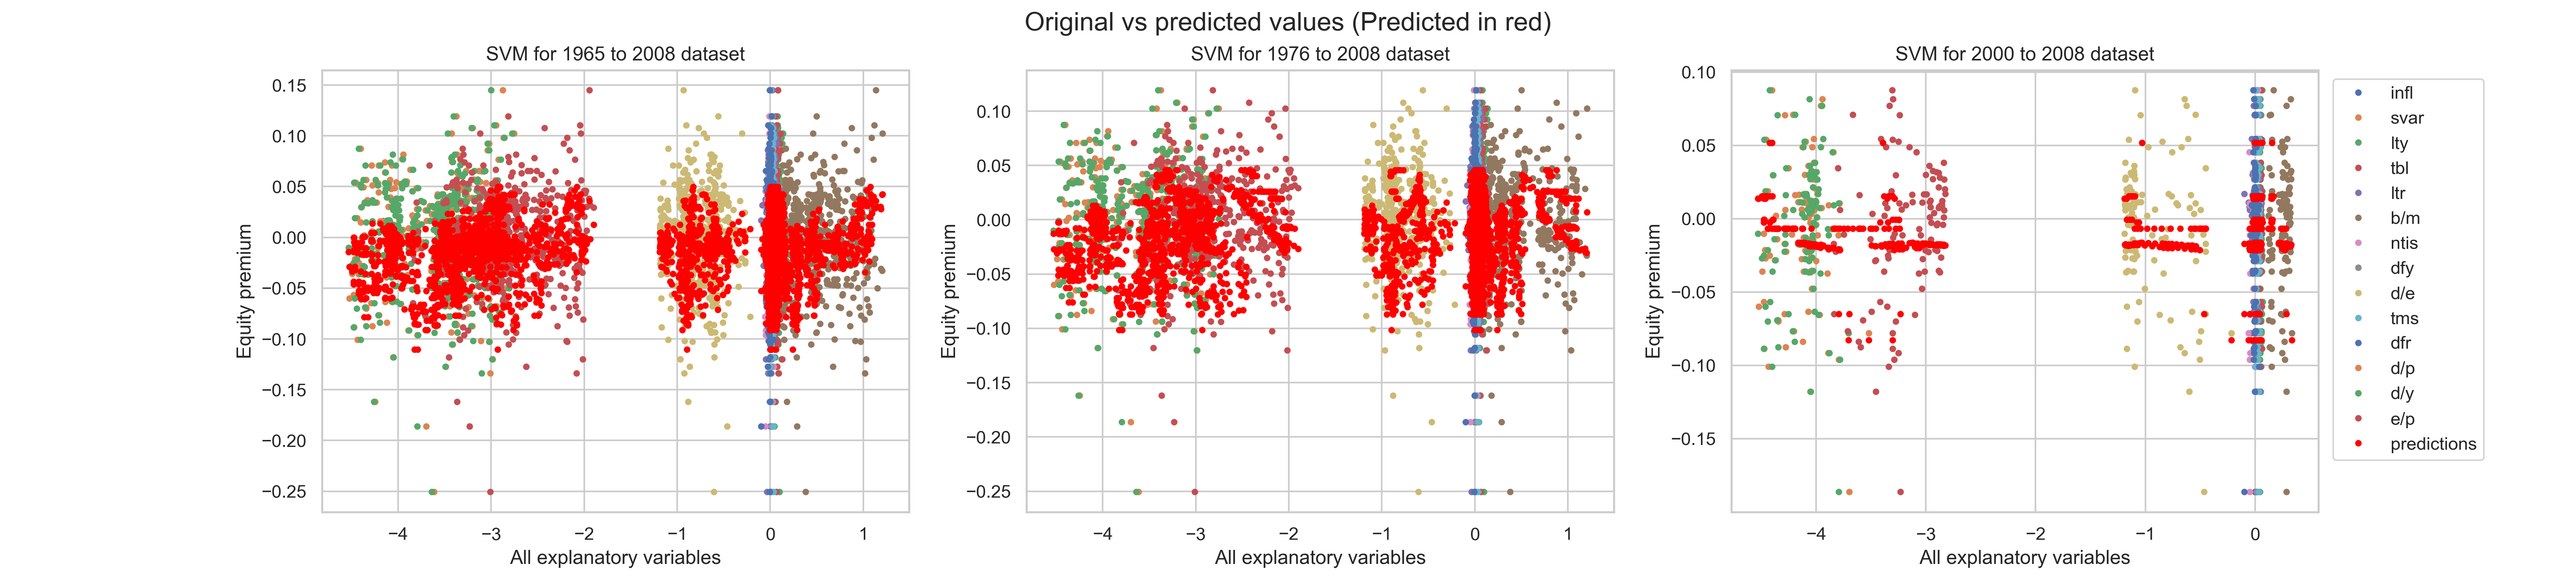 Original vs predicted values (Predicted in red)
SVM for 1965 to 2008 dataset
0.15
0.10
0.05
0.00
−0.05
−0.10
−0.15
−0.20
−0.25
Equity premium
−4 −3 −2 −1 0 1
All explanatory variables
SVM for 1976 to 2008 dataset
0.10
0.05
0.00
−0.05
−0.10
−0.15
−0.20
−0.25
Equity premium
−4 −3 −2 −1 0 1
All explanatory variables
SVM for 2000 to 2008 dataset
0.10
0.05
0.00
−0.05
−0.10
−0.15
Equity premium
−4 −3 −2 −1 0
All explanatory variables
infl
svar
lty
tbl
ltr
b/m
ntis
dfy
d/e
tms
dfr
d/p
d/y
e/p
predictions